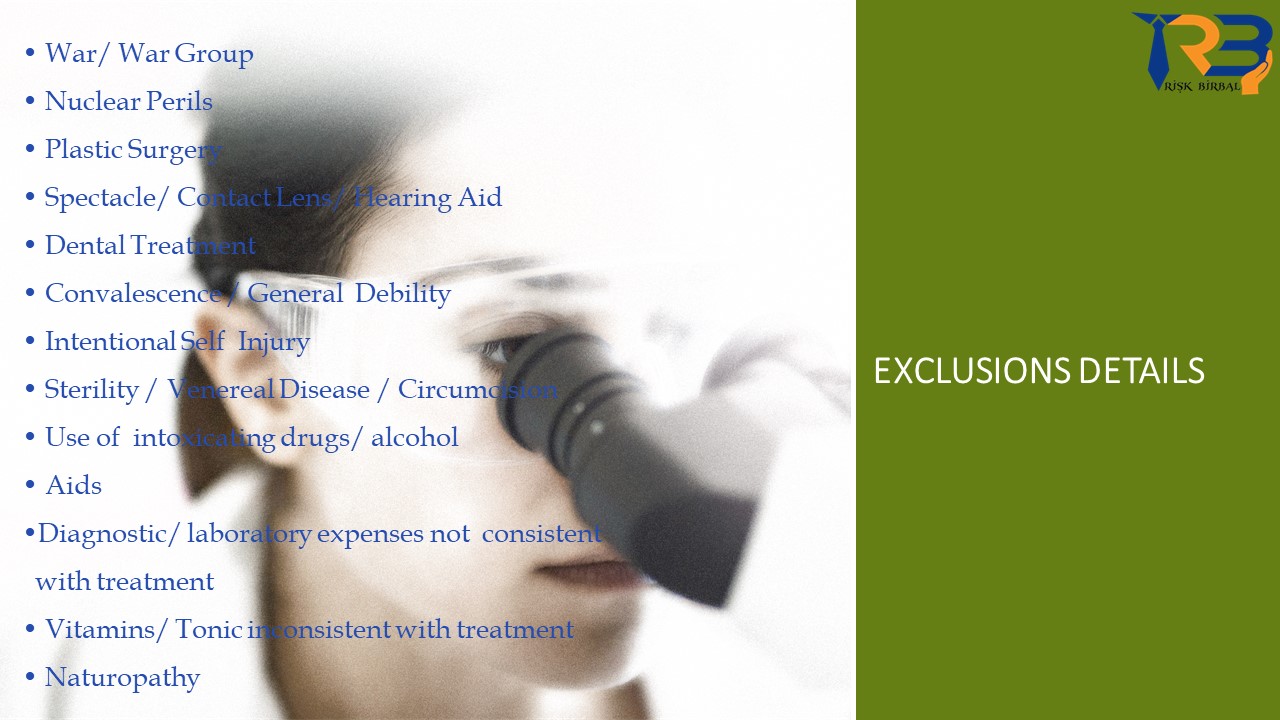 • War/ War Group
• Nuclear Perils
• Plastic Surgery
• Spectacle/ Contact Lens/ Hearing Aid
• Dental Treatment
• Convalescence / General Debility
• Intentional Self Injury
• Sterility / Venereal Disease / Circumcision
• Use of intoxicating drugs/ alcohol
• Aids
•Diagnostic/ laboratory expenses not consistent
with treatment
• Vitamins/ Tonic inconsistent with treatment
• Naturopathy
RB
RISK BIRBAL
EXCLUSIONS DETAILS